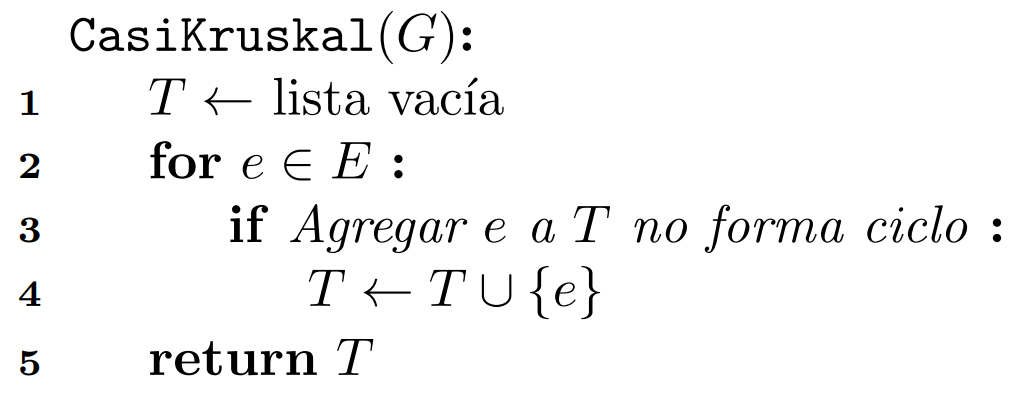 CasiKruskal(G):
1 T ← lista vacía
2 for e ∈ E :
3 if Agregar e a T no forma ciclo :
4 T ← T ∪ {e}
5 return T